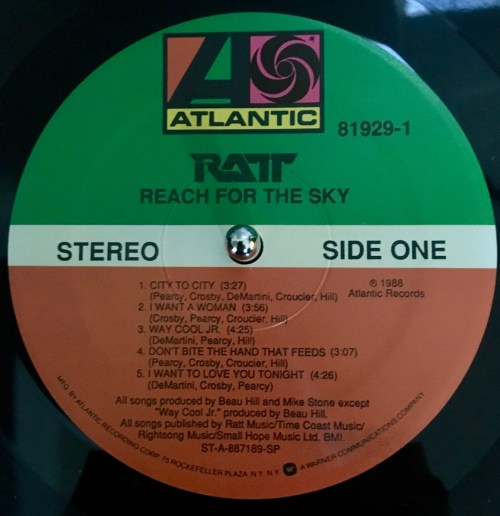 ATLANTIC
81929-1
RATT
REACH FOR THE SKY
STEREO
SIDE ONE
1. CITY TO CITY (3:27)
(Pearcy, Crosby, DeMartini, Croucier, Hill)
2. I WANT A WOMAN (3:56)
(Crosby, Pearcy, Croucier, Hill)
3. WAY COOL JR. (4:25)
(DeMartini, Pearcy, Hill)
4. DON'T BITE THE HAND THAT FEEDS (3:07)
(Pearcy, Crosby, Croucier, Hill)
5. I WANT TO LOVE YOU TONIGHT (4:26)
(DeMartini, Crosby, Pearcy)
℗ 1988
Atlantic Records
All songs produced by Beau Hill and Mike Stone except
"Way Cool Jr." produced by Beau Hill.
All songs published by Ratt Music/Time Coast Music/
Rightsong Music/Small Hope Music Ltd. BMI.
ST-A-887189-SP
MFG. BY ATLANTIC RECORDING CORP. 75 ROCKEFELLER PLAZA N.Y. N.Y. A WARNER COMMUNICATIONS COMPANY